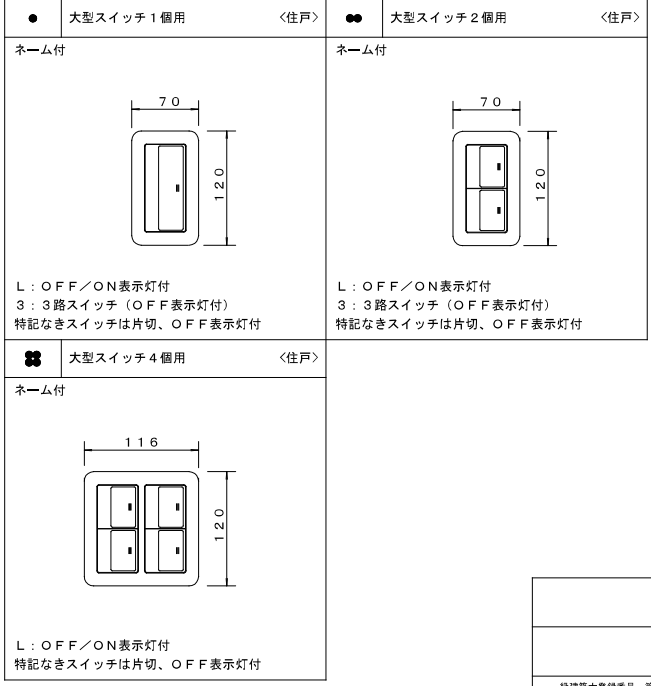 大型スイッチ1個用 〈住戸〉
ネーム付
70
120
L:OFF/ON表示灯付
3:3路スイッチ(OFF表示灯付)
特記なきスイッチは片切、OFF表示灯付
大型スイッチ2個用 〈住戸〉
ネーム付
70
120
L:OFF/ON表示灯付
3:3路スイッチ(OFF表示灯付)
特記なきスイッチは片切、OFF表示灯付
大型スイッチ4個用 〈住戸〉
ネーム付
116
120
L:OFF/ON表示灯付
特記なきスイッチは片切、OFF表示灯付